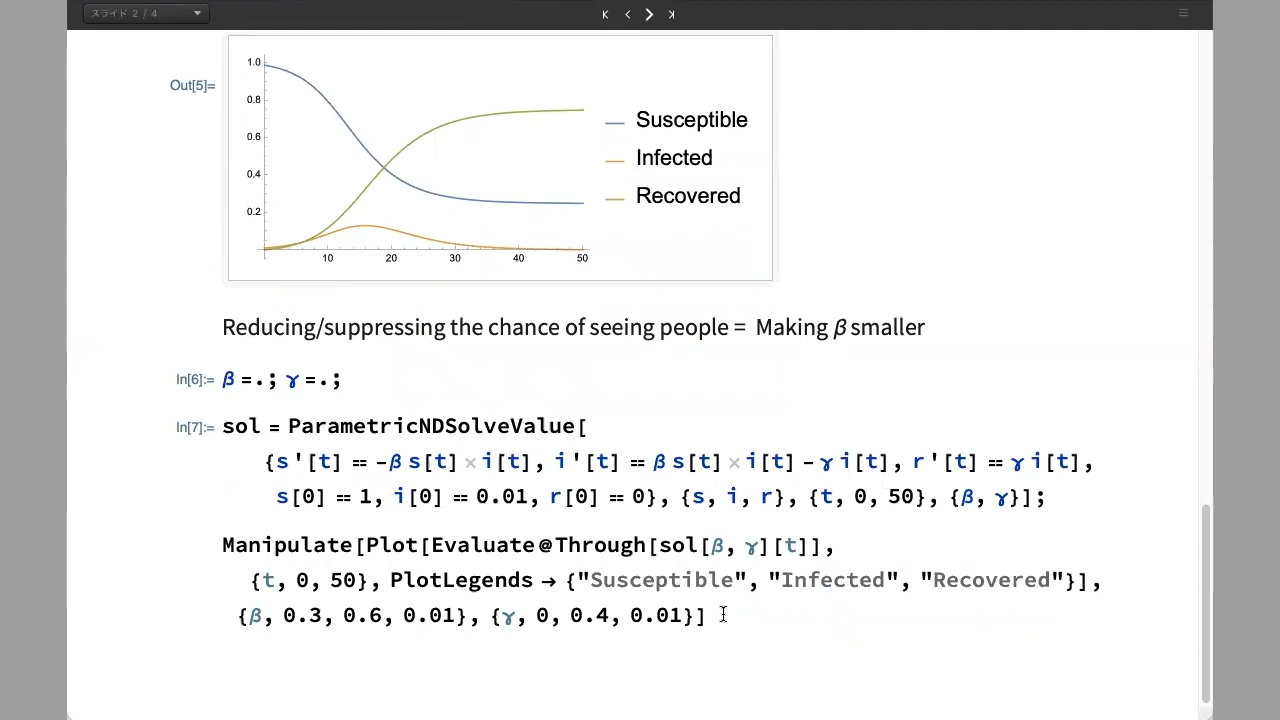 スライド 2 / 4
Out[5]=
1.0
0.8
0.6
0.4
0.2
10 20 30 40 50
Susceptible
Infected
Recovered
Reducing/suppressing the chance of seeing people = Making β smaller
In[6]:= β =.; γ =.;
In[7]:= sol = ParametricNDSolveValue[
{s'[t] == -β s[t] × i[t], i'[t] == β s[t] × i[t] - γ i[t], r'[t] == γ i[t],
s[0] == 1, i[0] == 0.01, r[0] == 0}, {s, i, r}, {t, 0, 50}, {β, γ}];
Manipulate[Plot[Evaluate@Through[sol[β, γ][t]],
{t, 0, 50}, PlotLegends → {"Susceptible", "Infected", "Recovered"}],
{β, 0.3, 0.6, 0.01}, {γ, 0, 0.4, 0.01}]